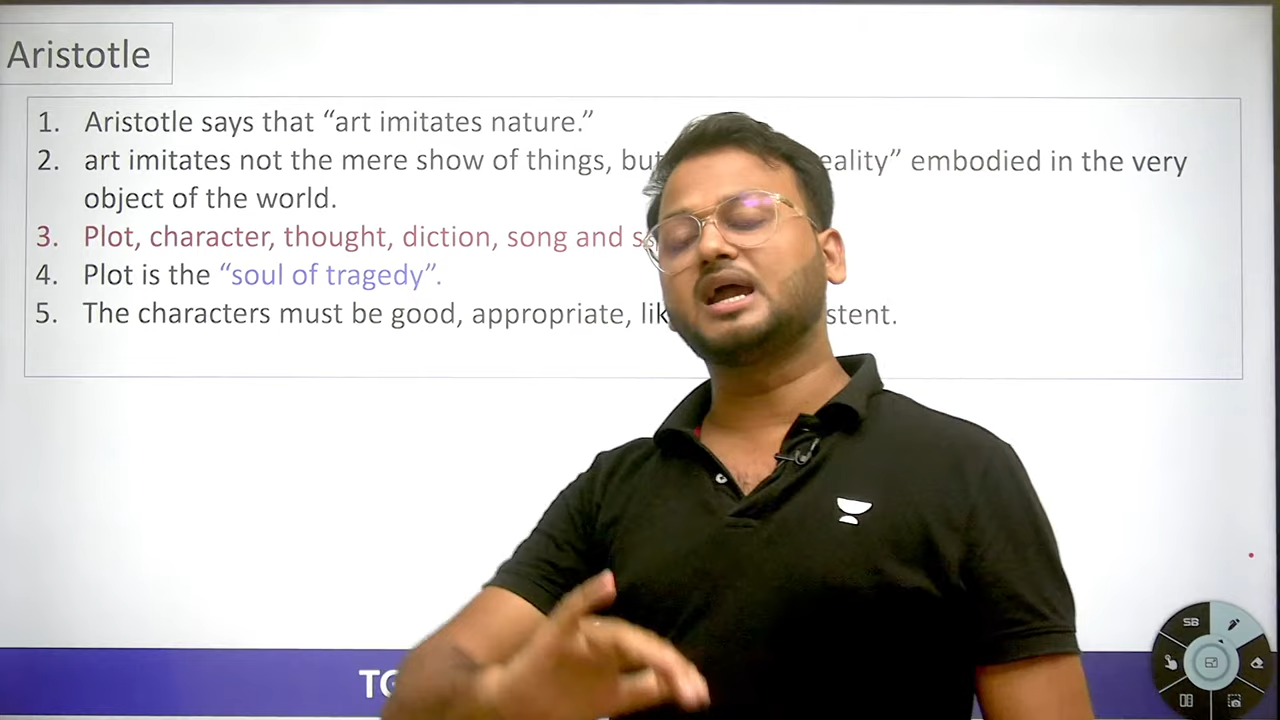 Aristotle
1. Aristotle says that “art imitates nature.”
2. art imitates not the mere show of things, but eality” embodied in the very
object of the world.
3. Plot, character, thought, diction, song and s
4. Plot is the “soul of tragedy”.
5. The characters must be good, appropriate, lik stent.
SB